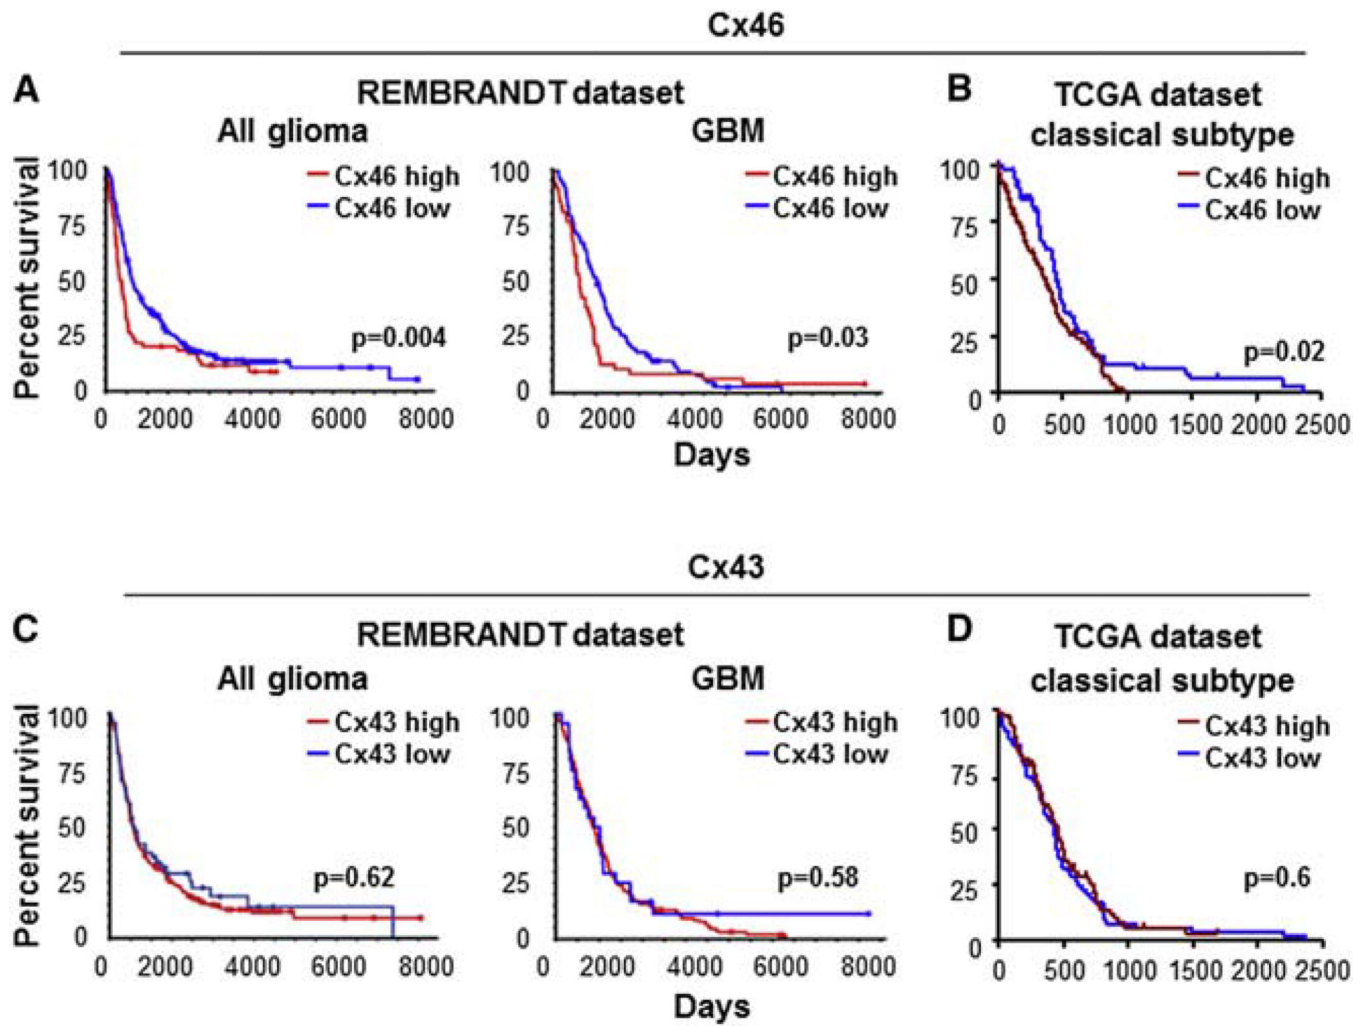 Cx46
A
REMBRANDT dataset
All glioma
GBM
B
TCGA dataset
classical subtype
Percent survival
100
75
50
25
0
Cx46 high
Cx46 low
p=0.004
0 2000 4000 6000 8000
100
75
50
25
0
Cx46 high
Cx46 low
p=0.03
0 2000 4000 6000 8000
Days
100
75
50
25
0
Cx46 high
Cx46 low
p=0.02
0 500 1000 1500 2000 2500
Cx43
C
REMBRANDT dataset
All glioma
GBM
D
TCGA dataset
classical subtype
Percent survival
100
75
50
25
0
Cx43 high
Cx43 low
p=0.62
0 2000 4000 6000 8000
100
75
50
25
0
Cx43 high
Cx43 low
p=0.58
0 2000 4000 6000 8000
Days
100
75
50
25
0
Cx43 high
Cx43 low
p=0.6
0 500 1000 1500 2000 2500